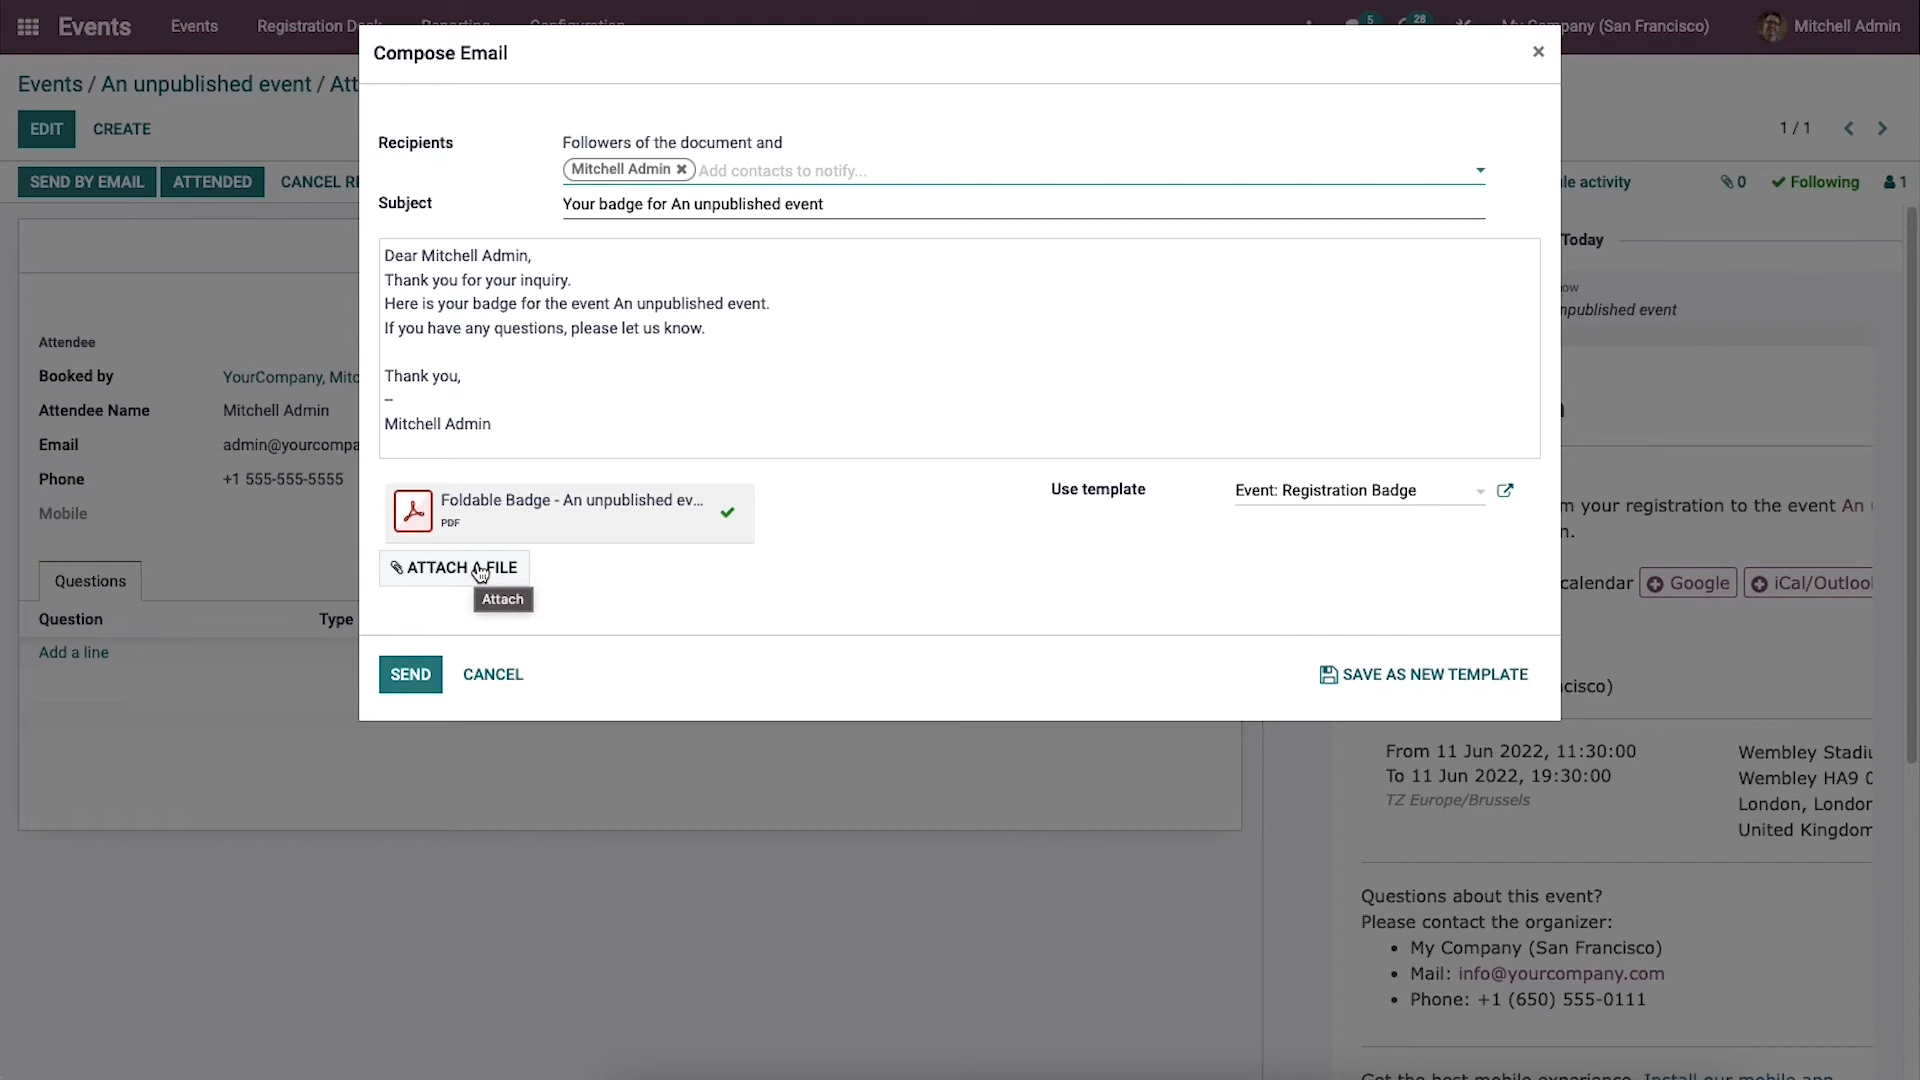 Events
Events
Registration
5
28
My Company (San Francisco)
Mitchell Admin
Events / An unpublished event / Att
EDIT
CREATE
1 / 1
SEND BY EMAIL
ATTENDED
CANCEL RE
le activity
0
Following
1
Compose Email
×
Recipients
Followers of the document and
Mitchell Admin ×
Add contacts to notify...
Subject
Your badge for An unpublished event
Dear Mitchell Admin,
Thank you for your inquiry.
Here is your badge for the event An unpublished event.
If you have any questions, please let us know.
Thank you,
--
Mitchell Admin
Foldable Badge - An unpublished ev...
PDF
Use template
Event: Registration Badge
ATTACH A FILE
Attach
SEND
CANCEL
SAVE AS NEW TEMPLATE
Attendee
Booked by
YourCompany, Mitc
Attendee Name
Mitchell Admin
Email
admin@yourcompa
Phone
+1 555-555-5555
Mobile
Questions
Question
Type
Add a line
Today
ow
npublished event
m your registration to the event An
n.
calendar
Google
iCal/Outloo
cisco)
From 11 Jun 2022, 11:30:00
To 11 Jun 2022, 19:30:00
TZ Europe/Brussels
Wembley Stadiu
Wembley HA9 0
London, London
United Kingdom
Questions about this event?
Please contact the organizer:
• My Company (San Francisco)
• Mail: info@yourcompany.com
• Phone: +1 (650) 555-0111